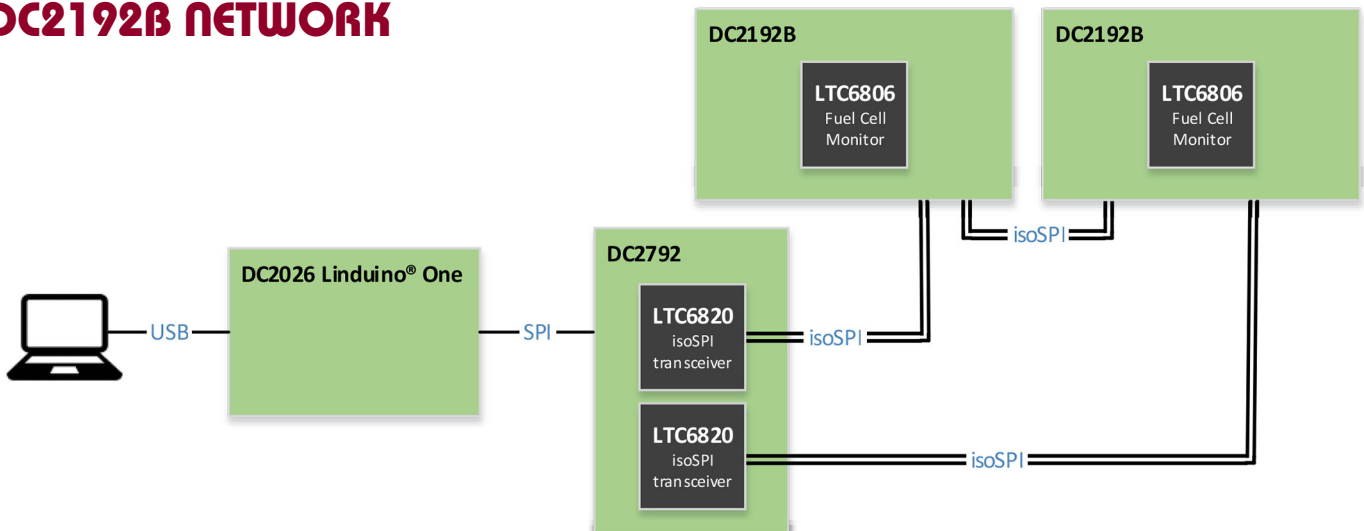 DC2192B NETWORK
DC2192B
LTC6806
Fuel Cell
Monitor
DC2192B
LTC6806
Fuel Cell
Monitor
isoSPI
DC2026 Linduino® One
USB
SPI
DC2792
LTC6820
isoSPI
transceiver
isoSPI
LTC6820
isoSPI
transceiver
isoSPI